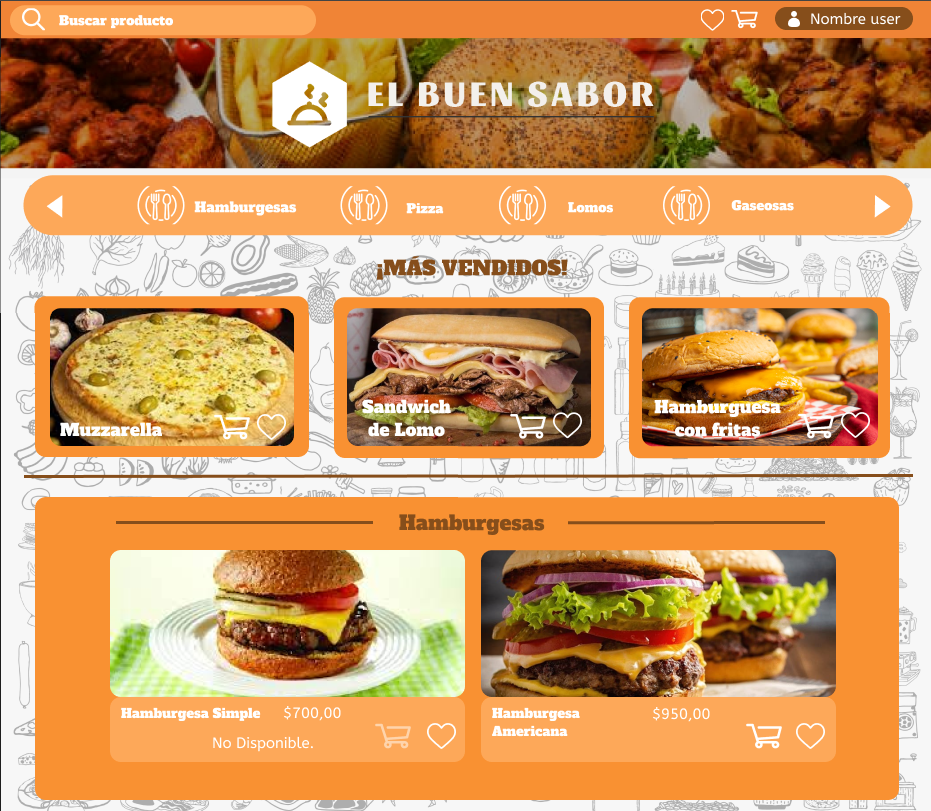 Buscar producto
Nombre user
EL BUEN SABOR
Hamburgesas
Pizza
Lomos
Gaseosas
¡MÁS VENDIDOS!
Muzzarella
Sandwich
de Lomo
Hamburguesa
con fritas
Hamburgesas
Hamburgesa Simple
$700,00
No Disponible.
Hamburgesa
Americana
$950,00